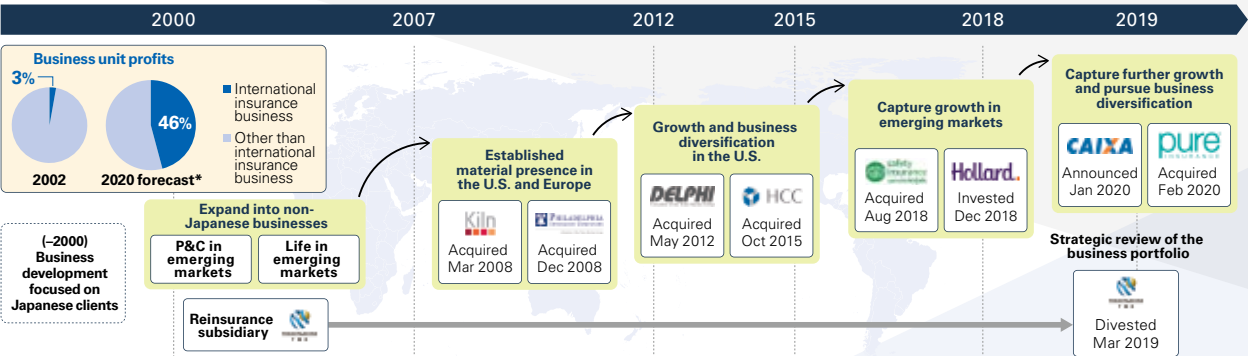 2000
2007
2012
2015
2018
2019
Business unit profits
3%
46%
International
insurance
business
Other than
international
insurance
business
2002
2020 forecast*
(–2000)
Business
development
focused on
Japanese clients
Expand into non-
Japanese businesses
P&C in
emerging
markets
Life in
emerging
markets
Reinsurance
subsidiary
Established
material presence in
the U.S. and Europe
Kiln
Acquired
Mar 2008
PHILADELPHIA
Acquired
Dec 2008
Growth and business
diversification
in the U.S.
DELPHI
Acquired
May 2012
HCC
Acquired
Oct 2015
Capture growth in
emerging markets
safety
insurance
Acquired
Aug 2018
Hollard.
Invested
Dec 2018
Capture further growth
and pursue business
diversification
CAIXA
Announced
Jan 2020
pure
Acquired
Feb 2020
Strategic review of the
business portfolio
Divested
Mar 2019